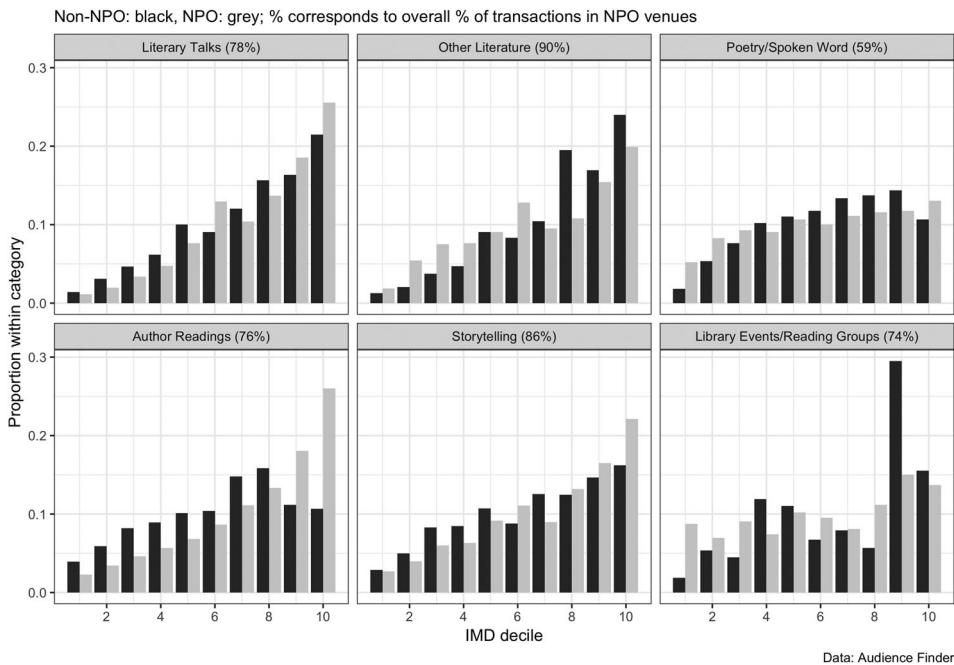 Non-NPO: black, NPO: grey; % corresponds to overall % of transactions in NPO venues
Literary Talks (78%)
Other Literature (90%)
Poetry/Spoken Word (59%)
0.3
0.2
0.1
0.0
Author Readings (76%)
Storytelling (86%)
Library Events/Reading Groups (74%)
0.3
0.2
0.1
0.0
Proportion within category
2 4 6 8 10
2 4 6 8 10
2 4 6 8 10
IMD decile
Data: Audience Finder